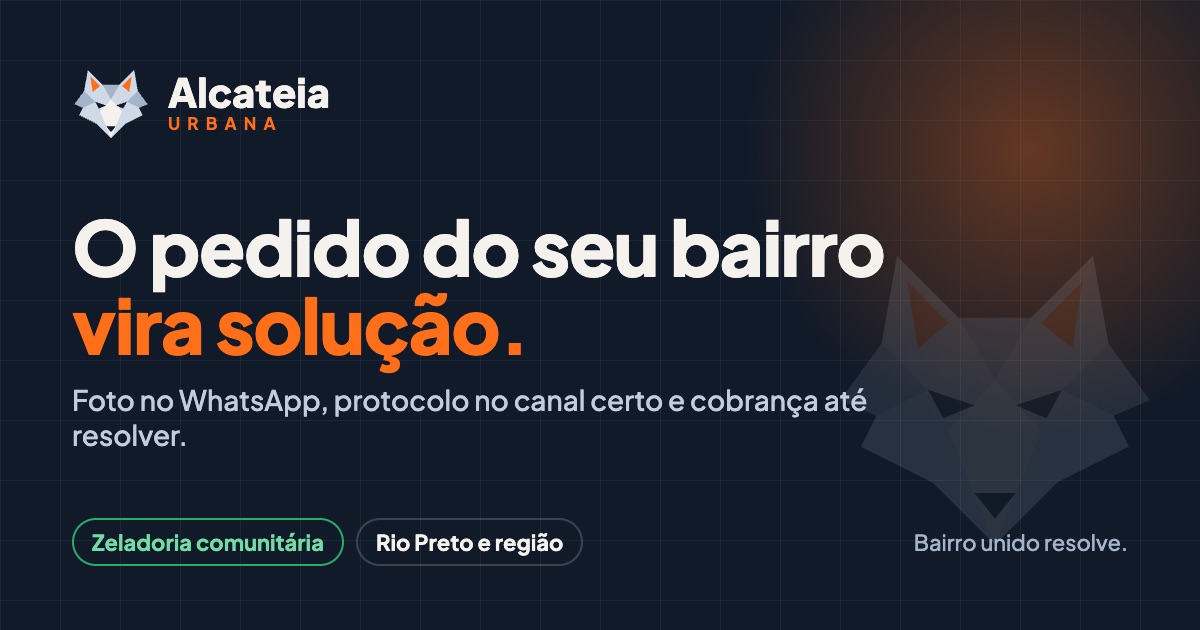 Alcateia
URBANA
O pedido do seu bairro
vira solução.
Foto no WhatsApp, protocolo no canal certo e cobrança até
resolver.
Zeladoria comunitária
Rio Preto e região
Bairro unido resolve.